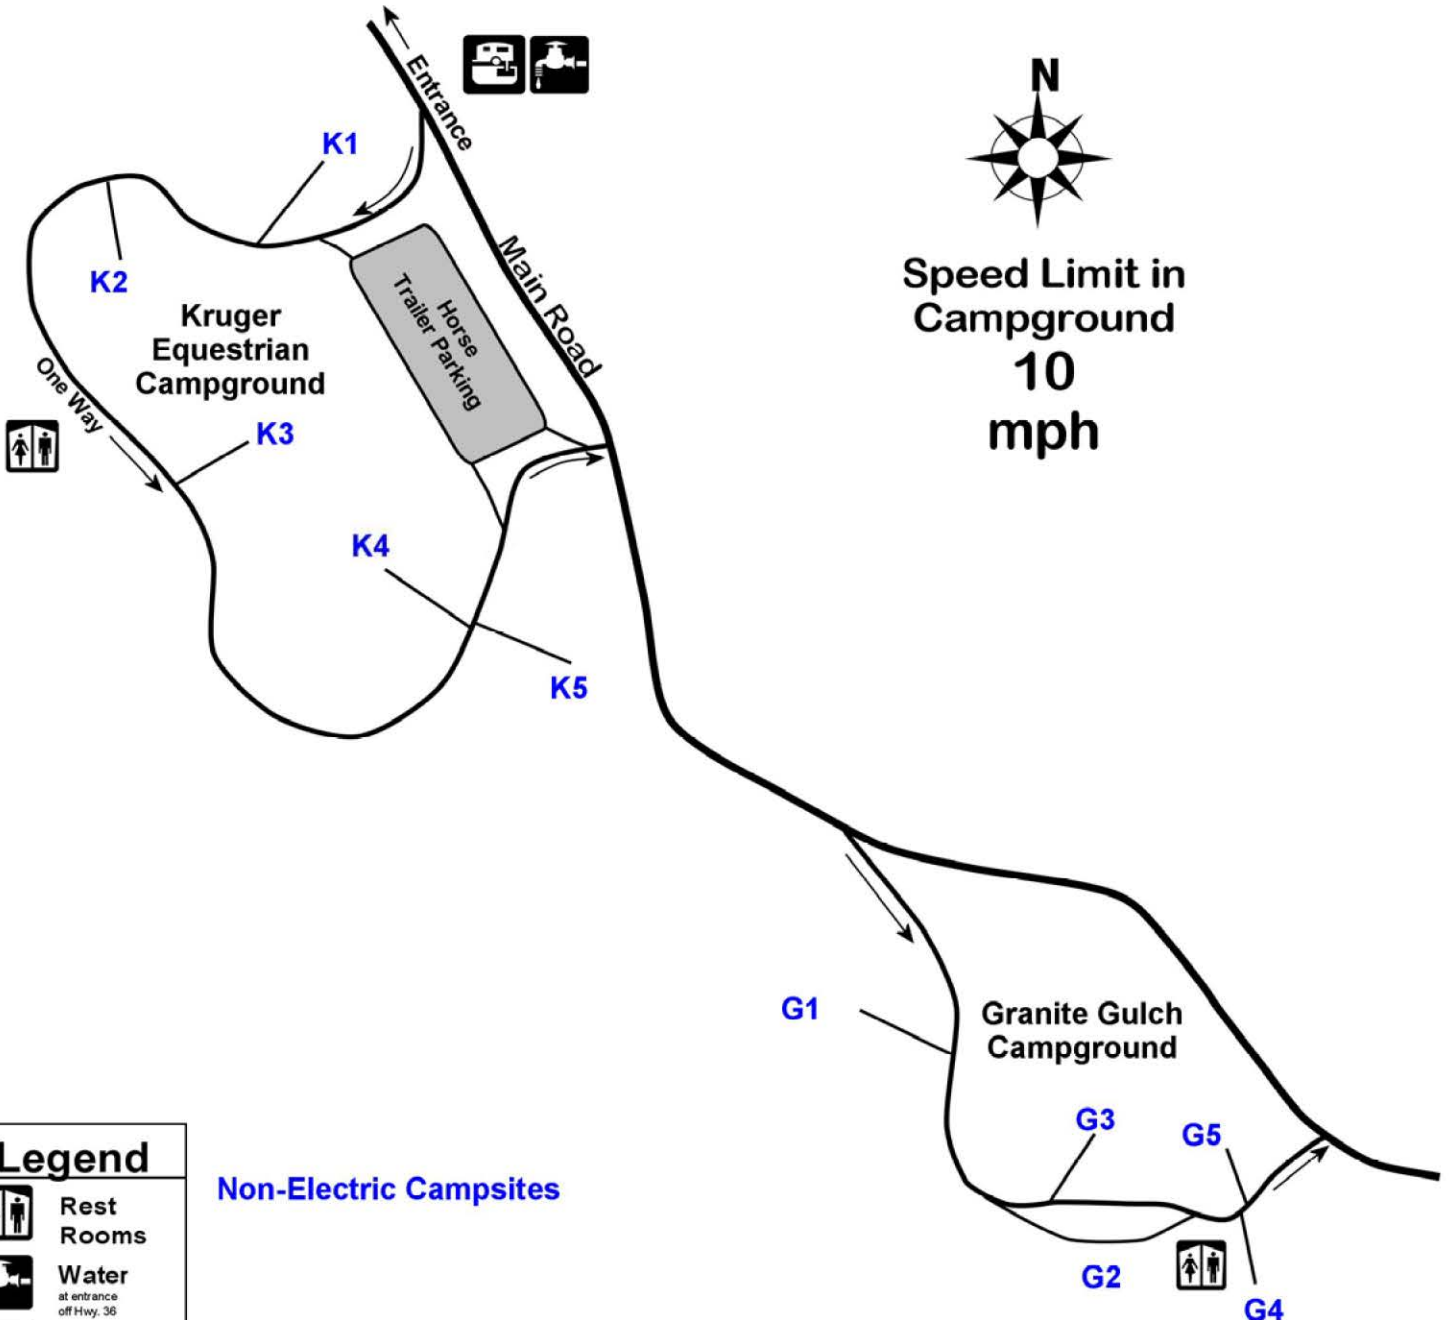 Entrance
N
K1
Speed Limit in
Campground
10
mph
Main Road
K2
Horse
Trailer Parking
Kruger
Equestrian
Campground
One Way
K3
K4
K5
G1
Granite Gulch
Campground
G3
G5
G2
G4
Legend
Rest
Rooms
Water
at entrance
off Hwy. 36
Non-Electric Campsites